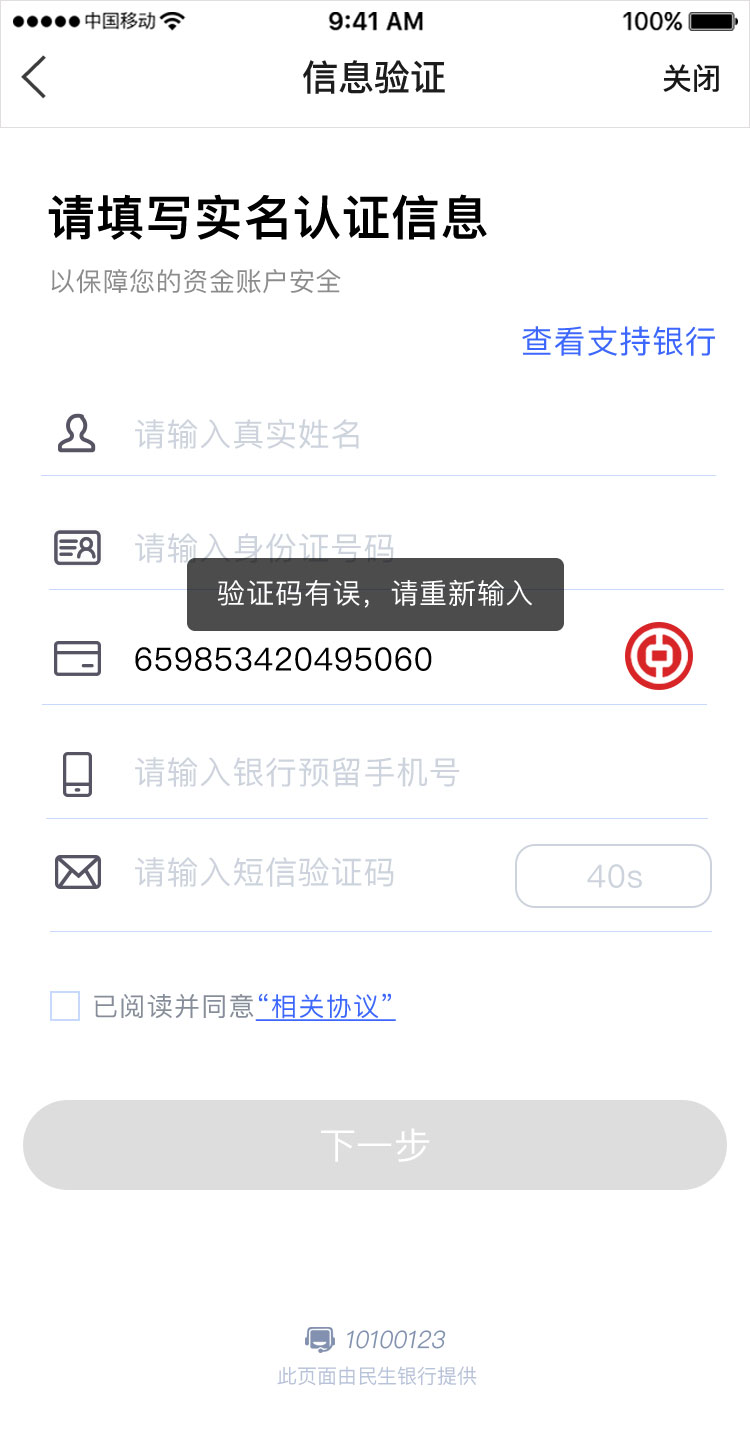 中国移动 9:41 AM 100%
信息验证 关闭
请填写实名认证信息
以保障您的资金账户安全
查看支持银行
请输入真实姓名
请输入身份证号码
验证码有误，请重新输入
659853420495060
请输入银行预留手机号
请输入短信验证码 40s
已阅读并同意“相关协议”
下一步
10100123
此页面由民生银行提供